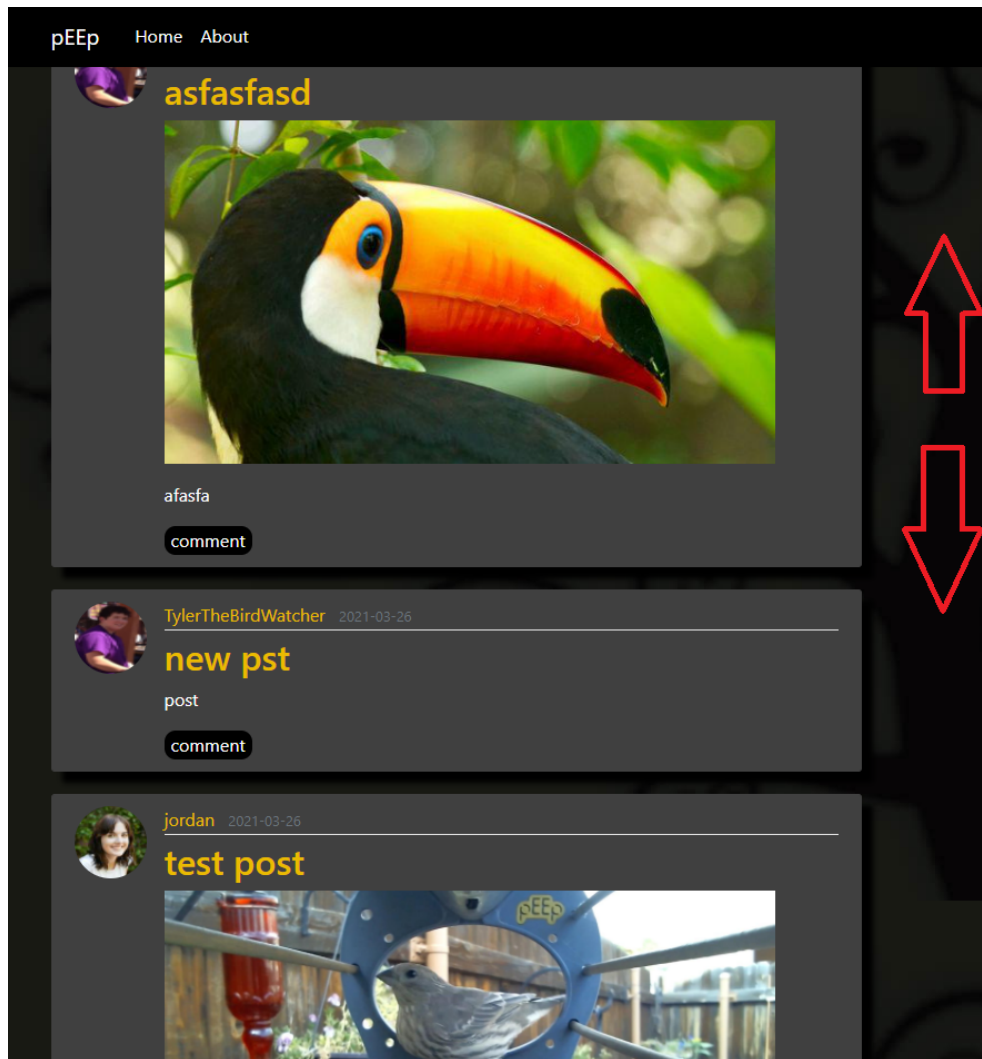 pEEp Home About
asfasfasd
afasfa
comment
TylerTheBirdWatcher 2021-03-26
new pst
post
comment
jordan 2021-03-26
test post
pEEp